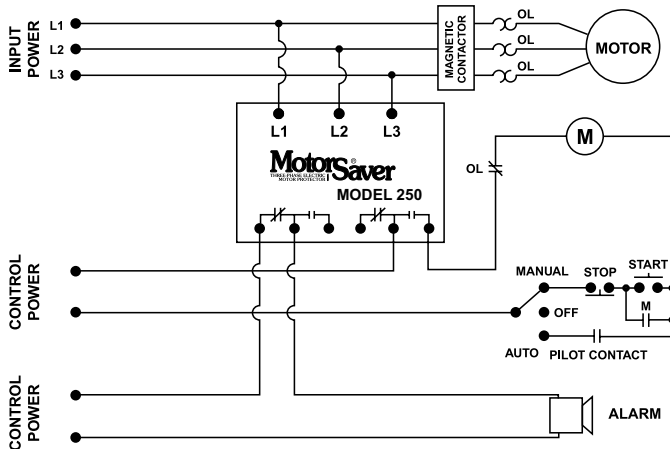 INPUT
POWER
L1
L2
L3
MAGNETIC
CONTACTOR
OL
OL
OL
MOTOR
L1
L2
L3
MotorSaver®
THREE-PHASE ELECTRIC
MOTOR PROTECTOR
MODEL 250
OL
M
CONTROL
POWER
MANUAL
STOP
START
OFF
M
AUTO
PILOT CONTACT
CONTROL
POWER
ALARM